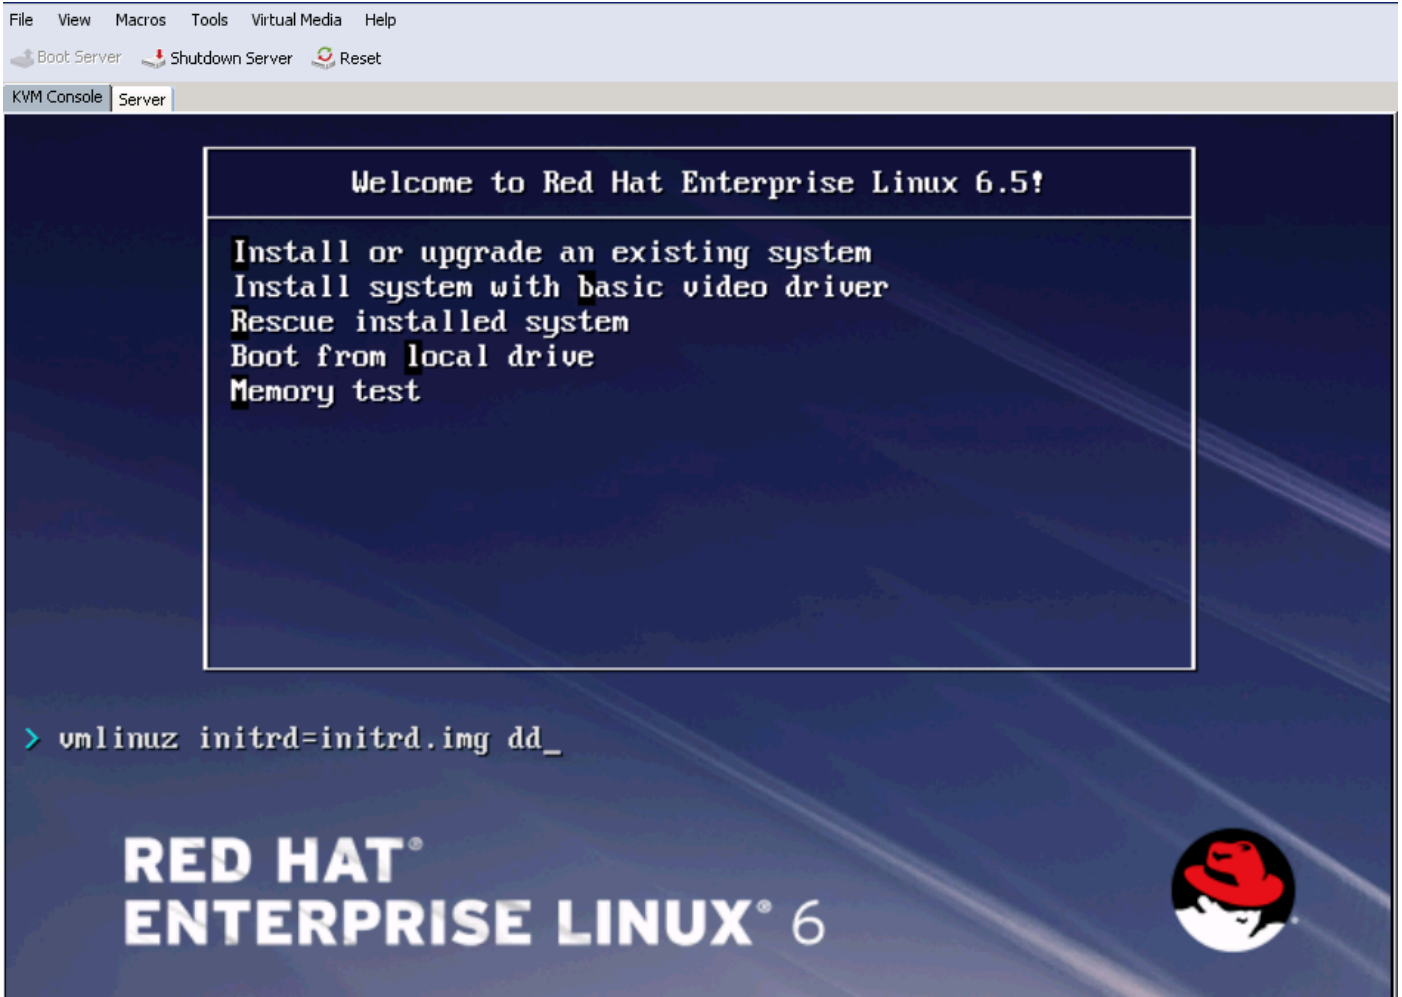 File View Macros Tools Virtual Media Help
Boot Server Shutdown Server Reset
KVM Console Server
Welcome to Red Hat Enterprise Linux 6.5!
Install or upgrade an existing system
Install system with basic video driver
Rescue installed system
Boot from local drive
Memory test
> vmlinuz initrd=initrd.img dd_
RED HAT®
ENTERPRISE LINUX® 6